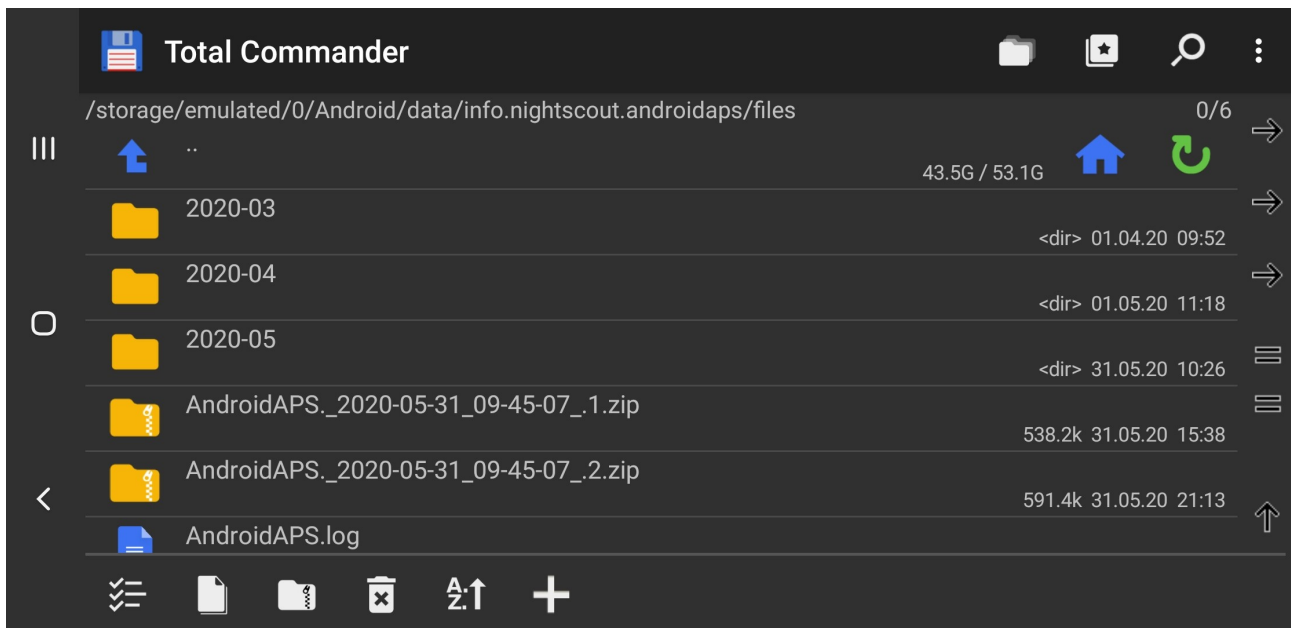 Total Commander
/storage/emulated/0/Android/data/info.nightscout.androidaps/files 0/6
..
43.5G / 53.1G
2020-03
<dir> 01.04.20 09:52
2020-04
<dir> 01.05.20 11:18
2020-05
<dir> 31.05.20 10:26
AndroidAPS._2020-05-31_09-45-07_.1.zip
538.2k 31.05.20 15:38
AndroidAPS._2020-05-31_09-45-07_.2.zip
591.4k 31.05.20 21:13
AndroidAPS.log
A.
Z.